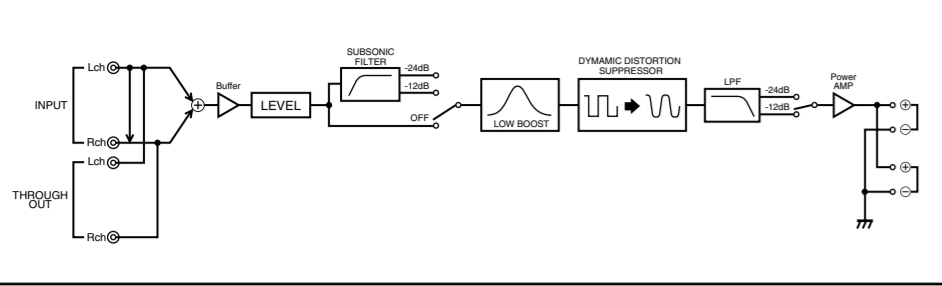 SUBSONIC
FILTER
DYMAMIC DISTORTION
SUPPRESSOR
Lch
-24dB
Buffer
-12dB
LPF
-24dB
Power
AMP
INPUT
LEVEL
-12dB
⊕
OFF
LOW BOOST
⊖
Rch
Lch
⊕
THROUGH
OUT
⊖
Rch